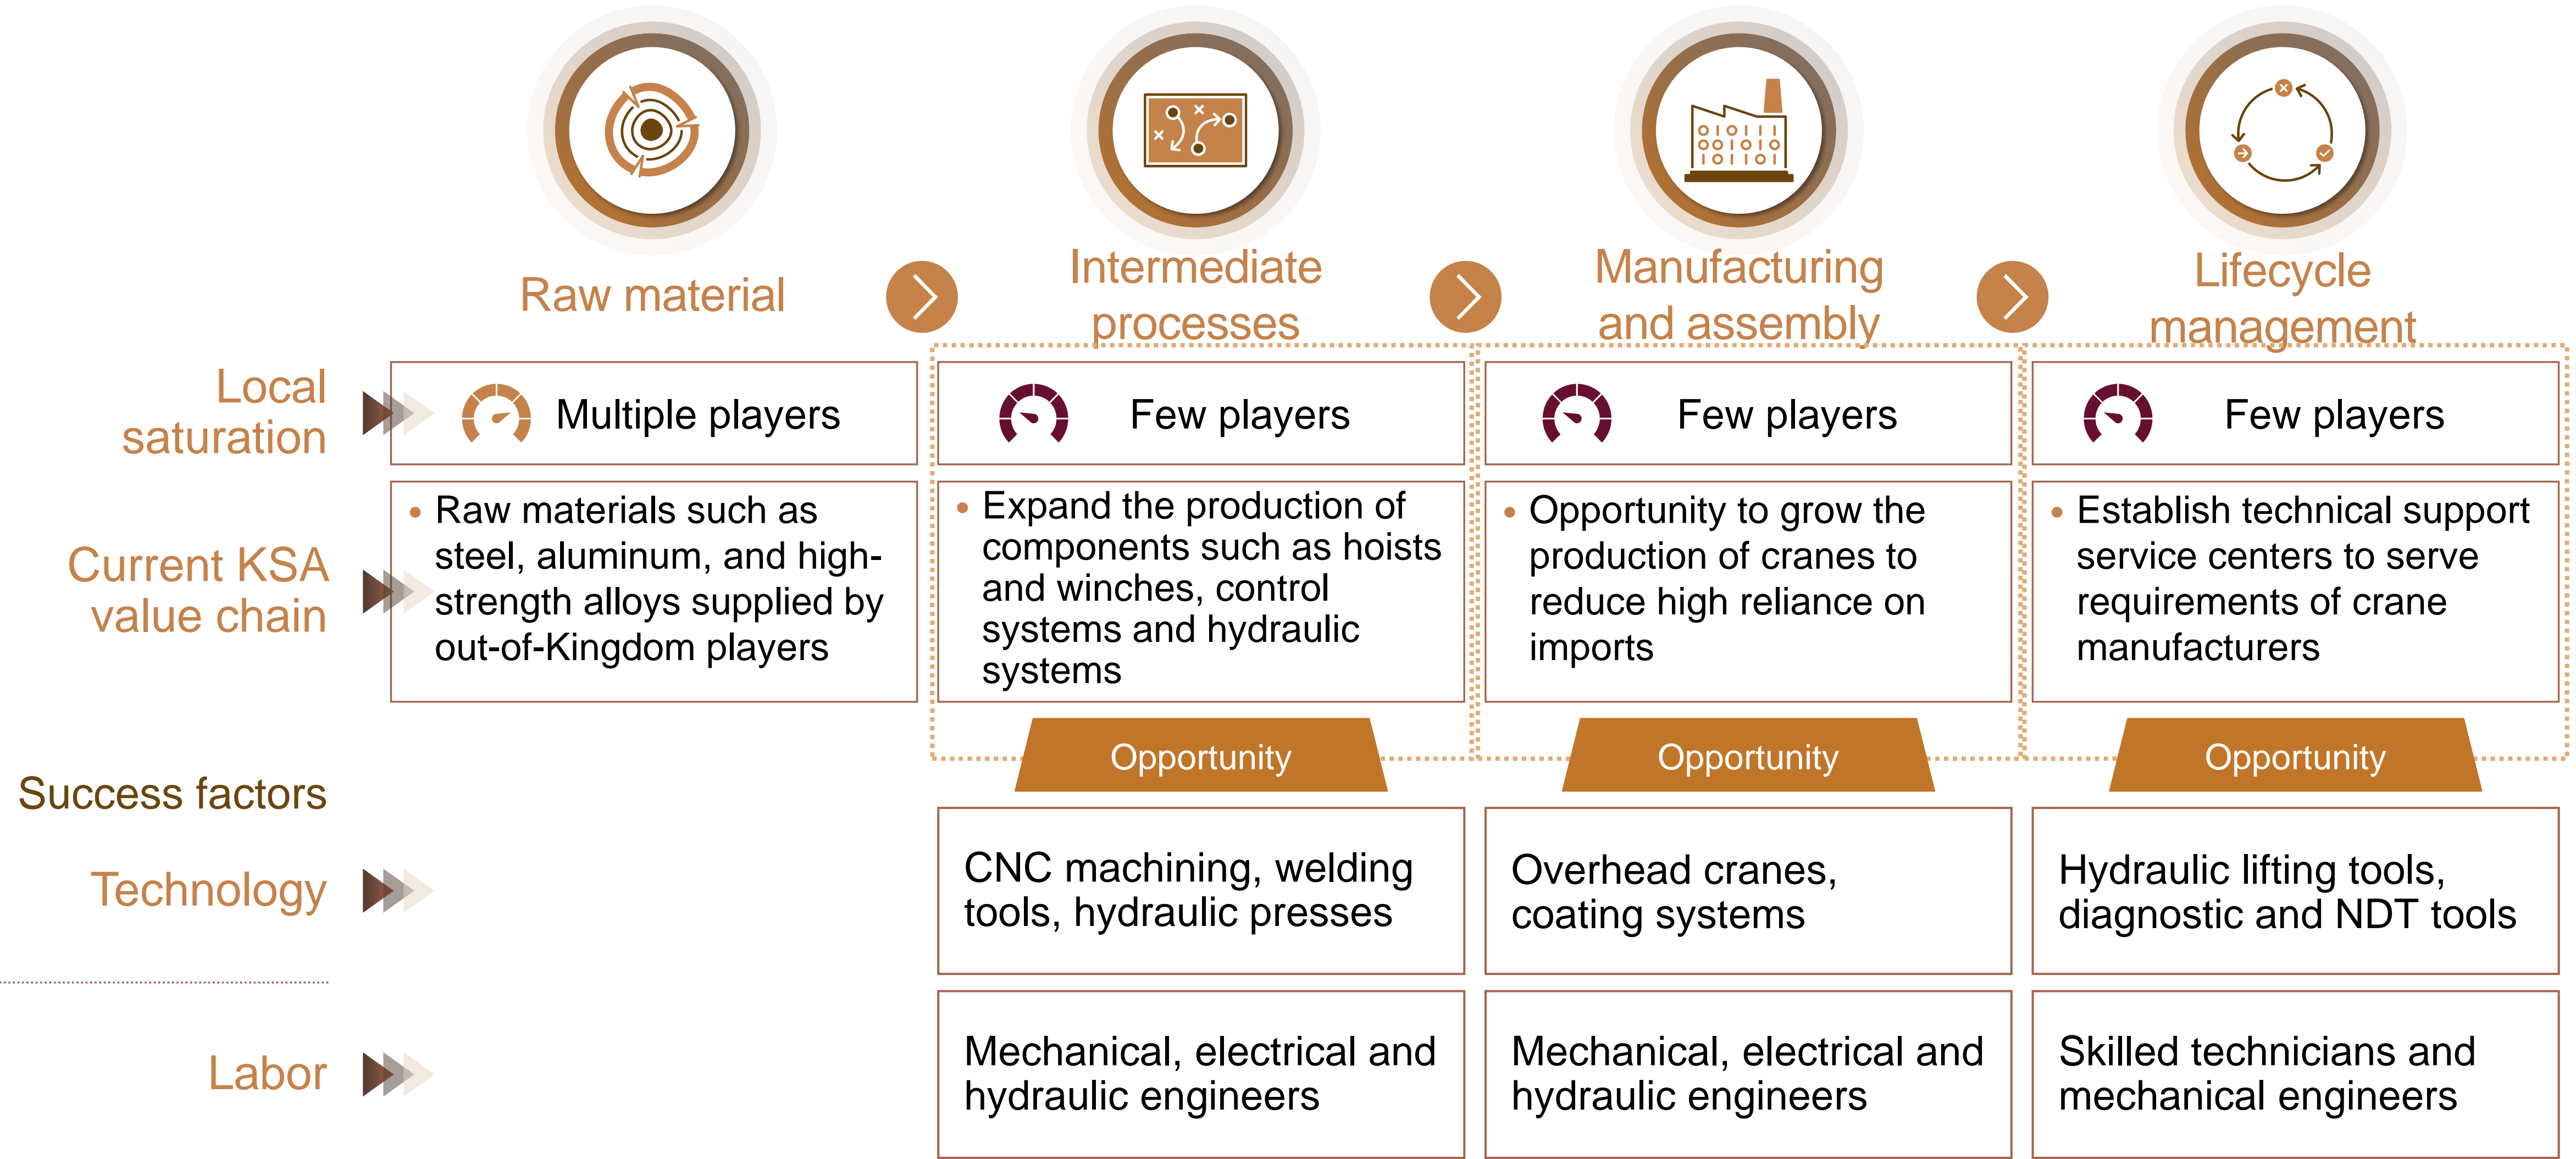 Raw material
Intermediate
processes
Manufacturing
and assembly
Lifecycle
management
Local
saturation
Multiple players
Few players
Few players
Few players
Current KSA
value chain
• Raw materials such as
steel, aluminum, and high-
strength alloys supplied by
out-of-Kingdom players
• Expand the production of
components such as hoists
and winches, control
systems and hydraulic
systems
• Opportunity to grow the
production of cranes to
reduce high reliance on
imports
• Establish technical support
service centers to serve
requirements of crane
manufacturers
Opportunity
Opportunity
Opportunity
Success factors
Technology
CNC machining, welding
tools, hydraulic presses
Overhead cranes,
coating systems
Hydraulic lifting tools,
diagnostic and NDT tools
Labor
Mechanical, electrical and
hydraulic engineers
Mechanical, electrical and
hydraulic engineers
Skilled technicians and
mechanical engineers